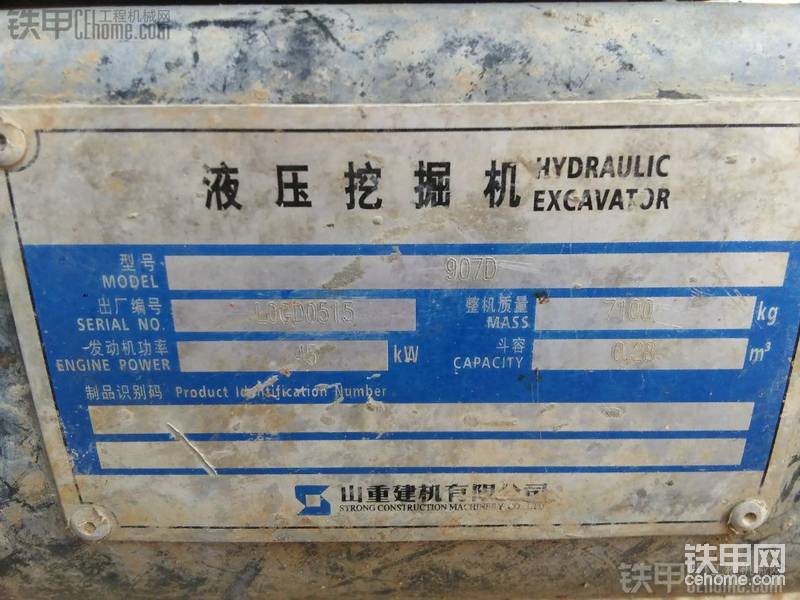 铁甲 工程机械网
CEhome.com
液压挖掘机 HYDRAULIC
EXCAVATOR
型号
MODEL 907D
出厂编号
SERIAL NO.
整机质量
MASS 7100 kg
发动机功率
ENGINE POWER kW
斗容
CAPACITY 0.28 m³
制品识别码 Product Identification Number
山重建机有限公司
STRONG CONSTRUCTION MACHINERY CO.,LTD
铁甲网
cehome.com